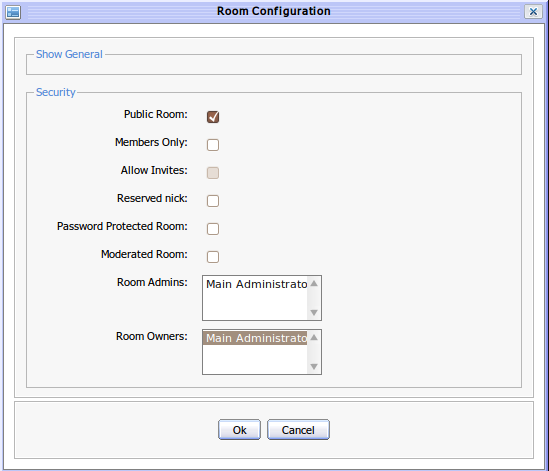 Room Configuration
Show General
Security
Public Room:
Members Only:
Allow Invites:
Reserved nick:
Password Protected Room:
Moderated Room:
Room Admins:
Main Administrato
Room Owners:
Main Administrato
Ok
Cancel